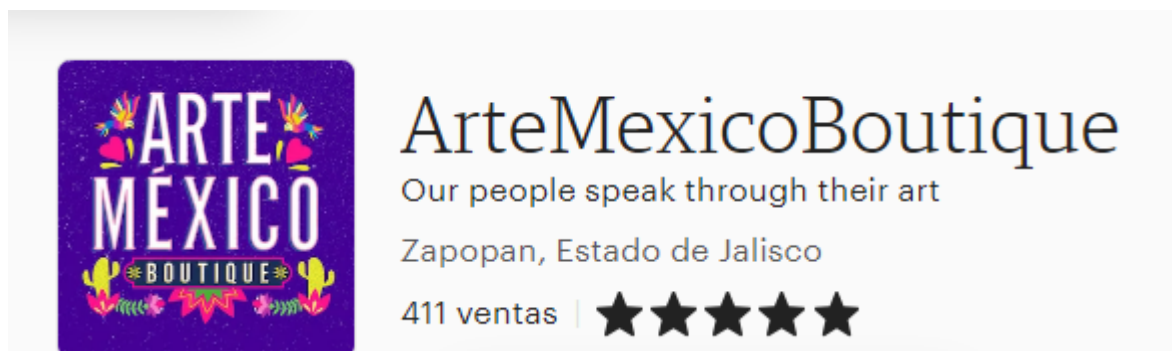 ARTE
MÉXICO
BOUTIQUE
ArteMexicoBoutique
Our people speak through their art
Zapopan, Estado de Jalisco
411 ventas